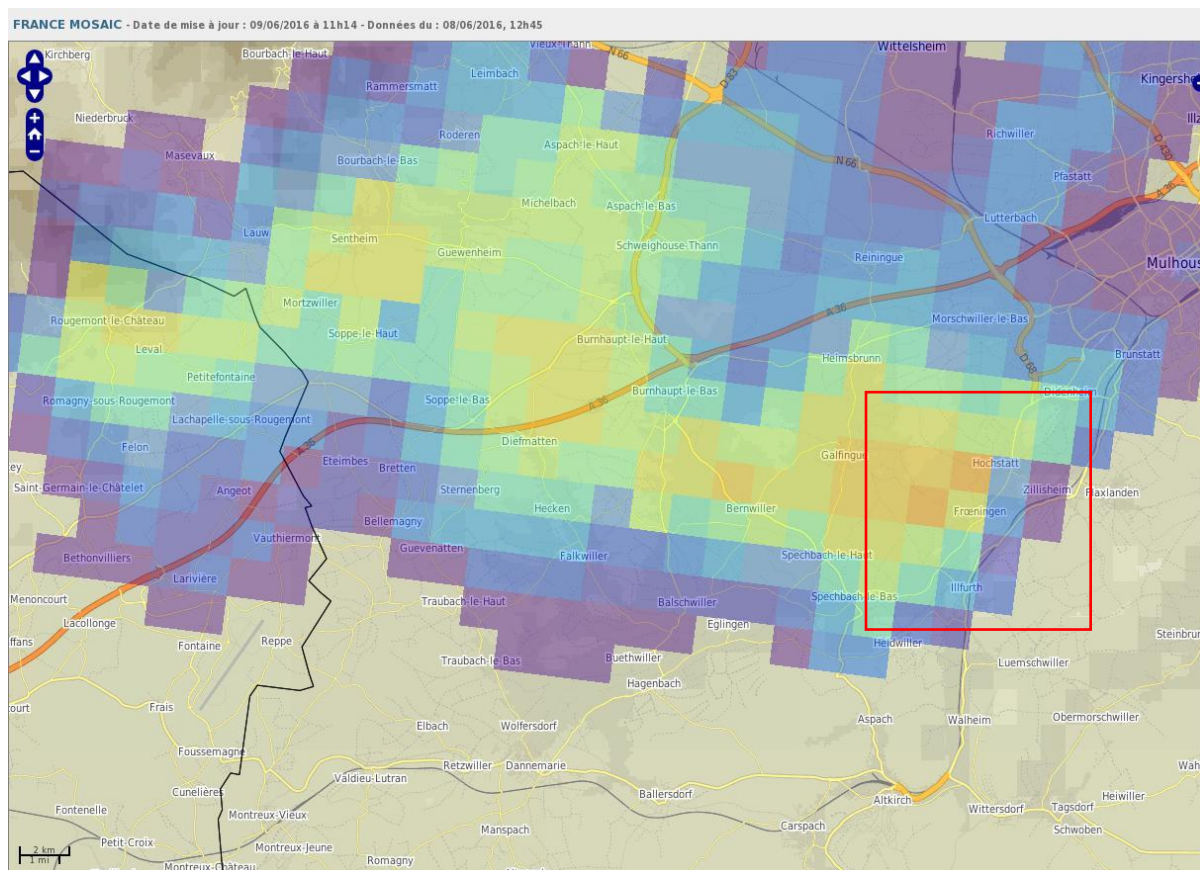 FRANCE MOSAIC - Date de mise à jour : 09/06/2016 à 11h14 - Données du : 08/06/2016, 12h45
Kirchberg
Bourbach-le-Haut
Vieux-Thann
N 66
D 83
Wittelsheim
Leimbach
Rammersmatt
Niederbruck
Roderen
Aspach-le-Haut
Richwiller
Masevaux
Bourbach-le-Bas
N 66
D 430
Pfastatt
A 36
Michelbach
Aspach-le-Bas
Lutterbach
Lauw
Sentheim
Guewenheim
Schweighouse-Thann
Reiningue
Mortzwiller
A 36
Rougemont-le-Château
Soppe-le-Haut
Burnhaupt-le-Haut
Morschwiller-le-Bas
Leval
Heimsbrunn
Brunstatt
D 68
Petitefontaine
Burnhaupt-le-Bas
Didenheim
Romagny-sous-Rougemont
Soppe-le-Bas
A 36
Lachapelle-sous-Rougemont
Felon
A 36
Diefmatten
Eteimbes
Bretten
Galfingue
Hochstatt
Saint-Germain-le-Châtelet
Angeot
Sternenberg
Zillisheim
Flaxlanden
Hecken
Bernwiller
Frœningen
Bellemagny
Vauthiermont
Guevenatten
Falkwiller
Spechbach-le-Haut
Bethonvilliers
Larivière
Illfurth
Menoncourt
Traubach-le-Haut
Balschwiller
Spechbach-le-Bas
Lacollonge
Eglingen
Fontaine
Reppe
Heidwiller
Traubach-le-Bas
Buethwiller
Luemschwiller
Hagenbach
Frais
Elbach
Wolfersdorf
Aspach
Walheim
Obermorschwiller
Foussemagne
Retzwiller
Dannemarie
Valdieu-Lutran
Cunelières
Ballersdorf
Altkirch
Heiwiller
Fontenelle
Montreux-Vieux
Wittersdorf
Tagsdorf
Manspach
Carspach
Schwoben
Petit-Croix
Montreux-Jeune
2 km
1 mi
Montreux-Château
Romagny